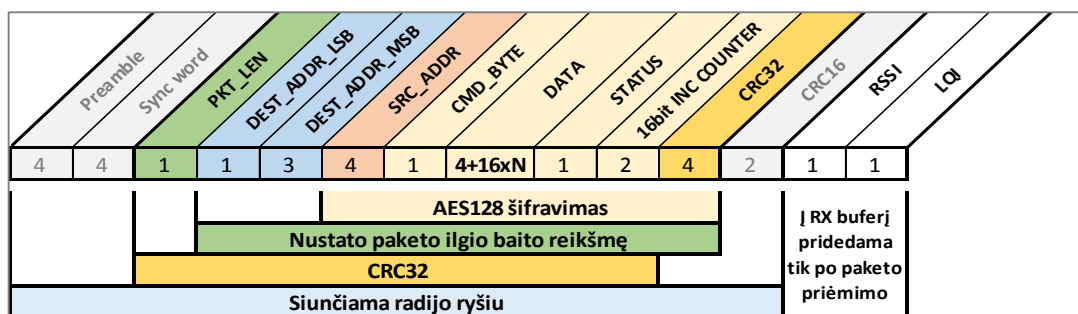 Preamble
Sync word
PKT_LEN
DEST_ADDR_LSB
DEST_ADDR_MSB
SRC_ADDR
CMD_BYTE
DATA
STATUS
16bit INC COUNTER
CRC32
CRC16
RSSI
LQI
4 4 1 1 3 4 1 4+16xN 1 2 4 2 1 1
AES128 šifravimas
Nustato paketo ilgio baito reikšmę
CRC32
Siunčiama radijo ryšiu
Į RX buferį
pridedama
tik po paketo
priėmimo